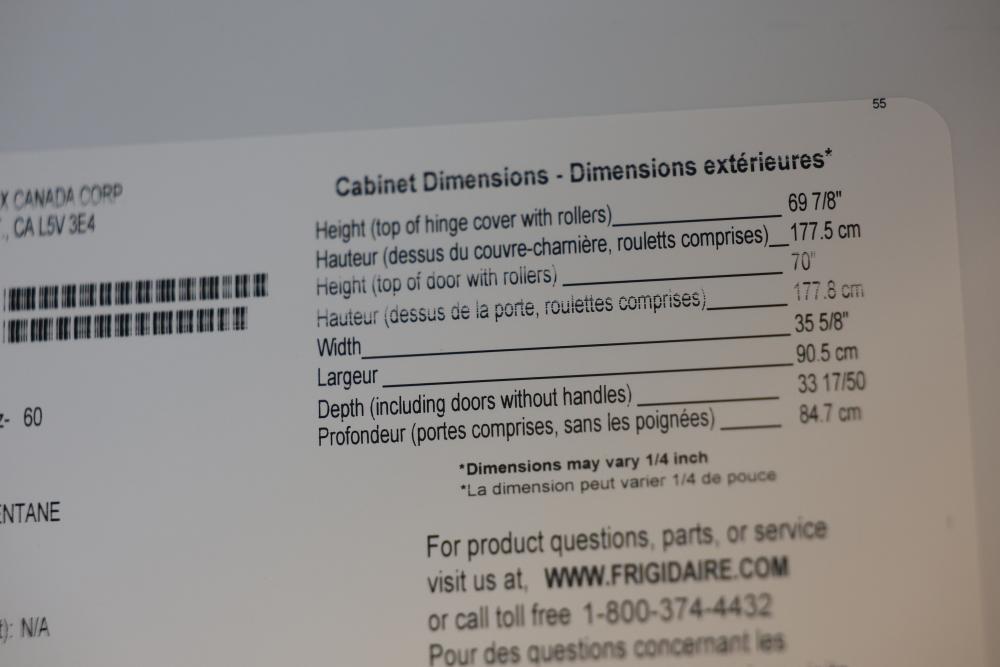 55
X CANADA CORP
., CA L5V 3E4
Cabinet Dimensions - Dimensions extérieures*
Height (top of hinge cover with rollers) 69 7/8"
Hauteur (dessus du couvre-charnière, rouletts comprises) 177.5 cm
Height (top of door with rollers) 70"
Hauteur (dessus de la porte, roulettes comprises) 177.8 cm
Width 35 5/8"
Largeur 90.5 cm
Depth (including doors without handles) 33 17/50
Profondeur (portes comprises, sans les poignées) 84.7 cm
z- 60
*Dimensions may vary 1/4 inch
*La dimension peut varier 1/4 de pouce
ENTANE
For product questions, parts, or service
visit us at, WWW.FRIGIDAIRE.COM
or call toll free 1-800-374-4432
Pour des questions concernant les
t): N/A